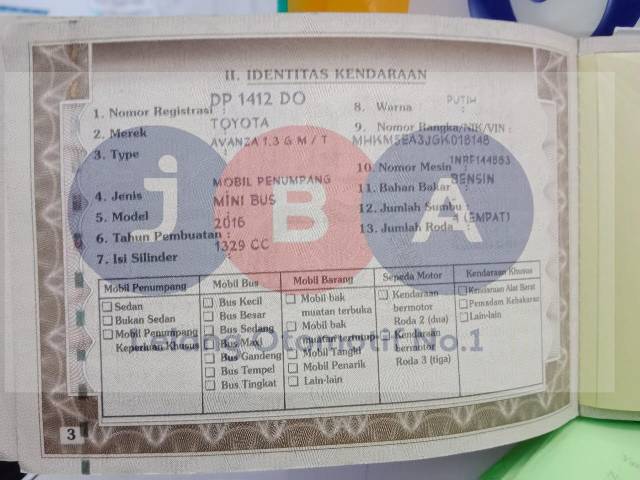 II. IDENTITAS KENDARAAN
1. Nomor Registrasi : DP 1412 DO
2. Merek : TOYOTA
3. Type : AVANZA 1.3 G M / T
4. Jenis : MOBIL PENUMPANG
5. Model : MINI BUS
6. Tahun Pembuatan : 2016
7. Isi Silinder : 1329 CC
8. Warna : PUTIH
9. Nomor Rangka/NIK/VIN :
MHKM5EA3JGK018148
10. Nomor Mesin : 1NRF144883
11. Bahan Bakar : BENSIN
12. Jumlah Sumbu :
13. Jumlah Roda : 4 (EMPAT)
jBA
Lelang Otomotif No.1
Mobil Penumpang
Sedan
Bukan Sedan
Mobil Penumpang
Keperluan Khusus
Mobil Bus
Bus Kecil
Bus Besar
Bus Sedang
Bus Maxi
Bus Gandeng
Bus Tempel
Bus Tingkat
Mobil Barang
Mobil bak
muatan terbuka
Mobil bak
muatan tertutup
Mobil Tangki
Mobil Penarik
Lain-lain
Sepeda Motor
Kendaraan
bermotor
Roda 2 (dua)
Kendaraan
bermotor
Roda 3 (tiga)
Kendaraan Khusus
Kendaraan Alat Berat
Pemadam Kebakaran
Lain-lain
3